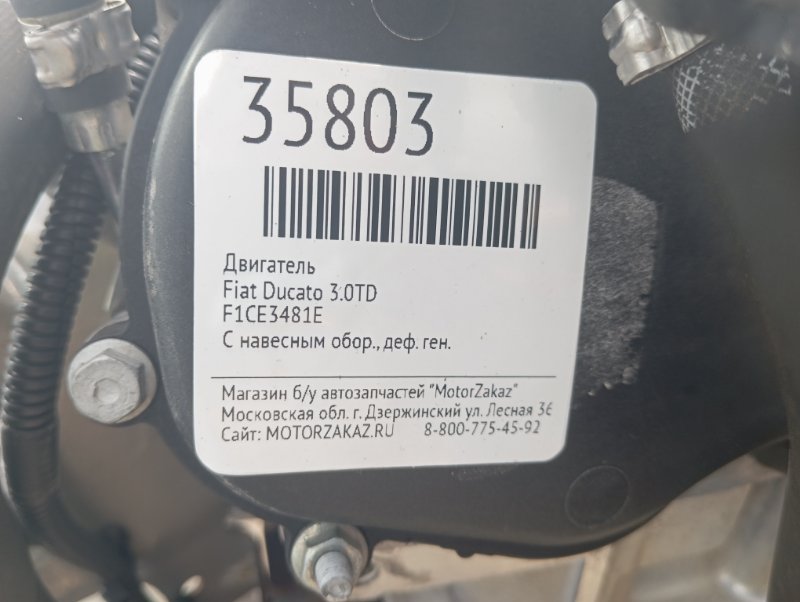 35803
Двигатель
Fiat Ducato 3.0TD
F1CE3481E
С навесным обор., деф. ген.
Магазин б/у автозапчастей "MotorZakaz"
Московская обл. г. Дзержинский ул. Лесная 36
Сайт: MOTORZAKAZ.RU 8-800-775-45-92